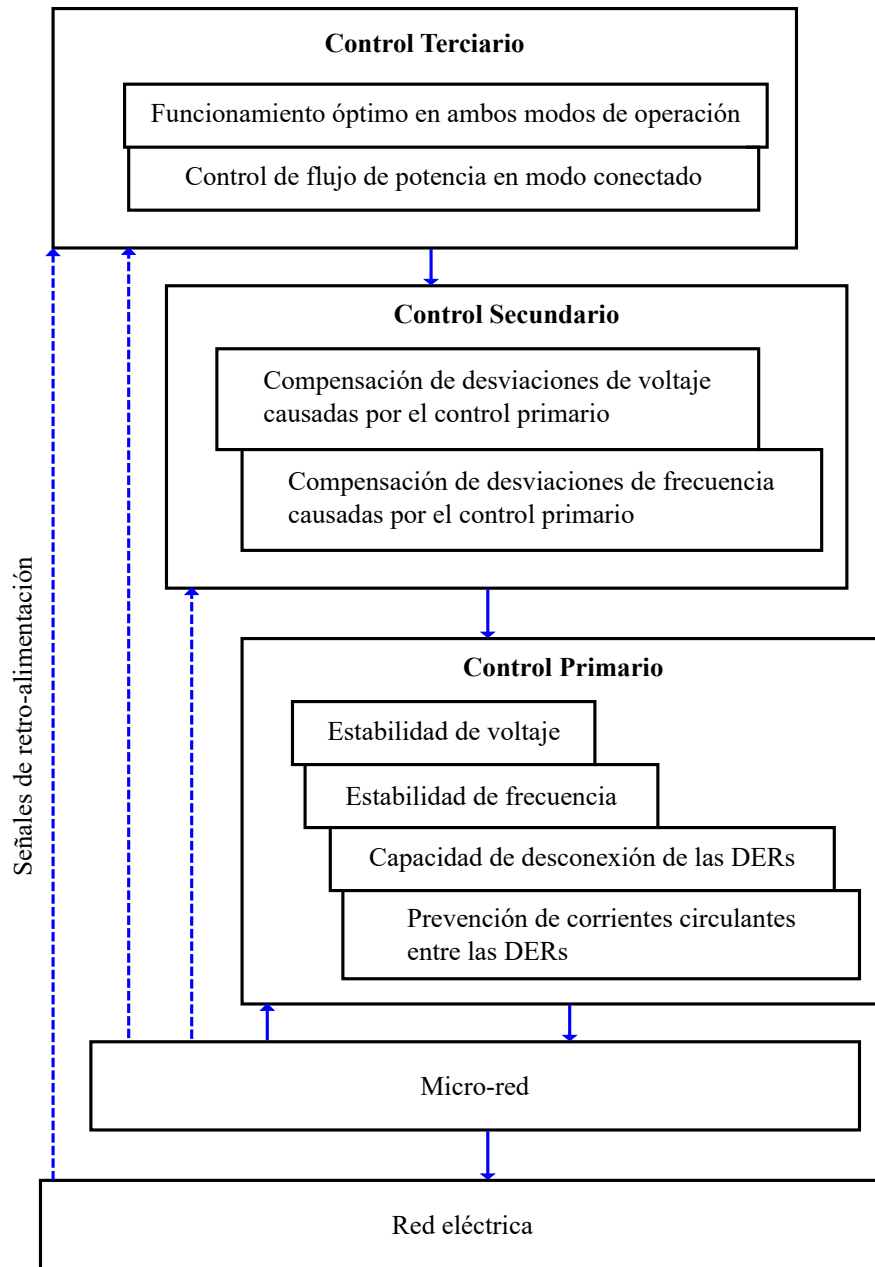 Control Terciario
Funcionamiento óptimo en ambos modos de operación
Control de flujo de potencia en modo conectado
Control Secundario
Compensación de desviaciones de voltaje
causadas por el control primario
Compensación de desviaciones de frecuencia
causadas por el control primario
Señales de retro-alimentación
Control Primario
Estabilidad de voltaje
Estabilidad de frecuencia
Capacidad de desconexión de las DERs
Prevención de corrientes circulantes
entre las DERs
Micro-red
Red eléctrica